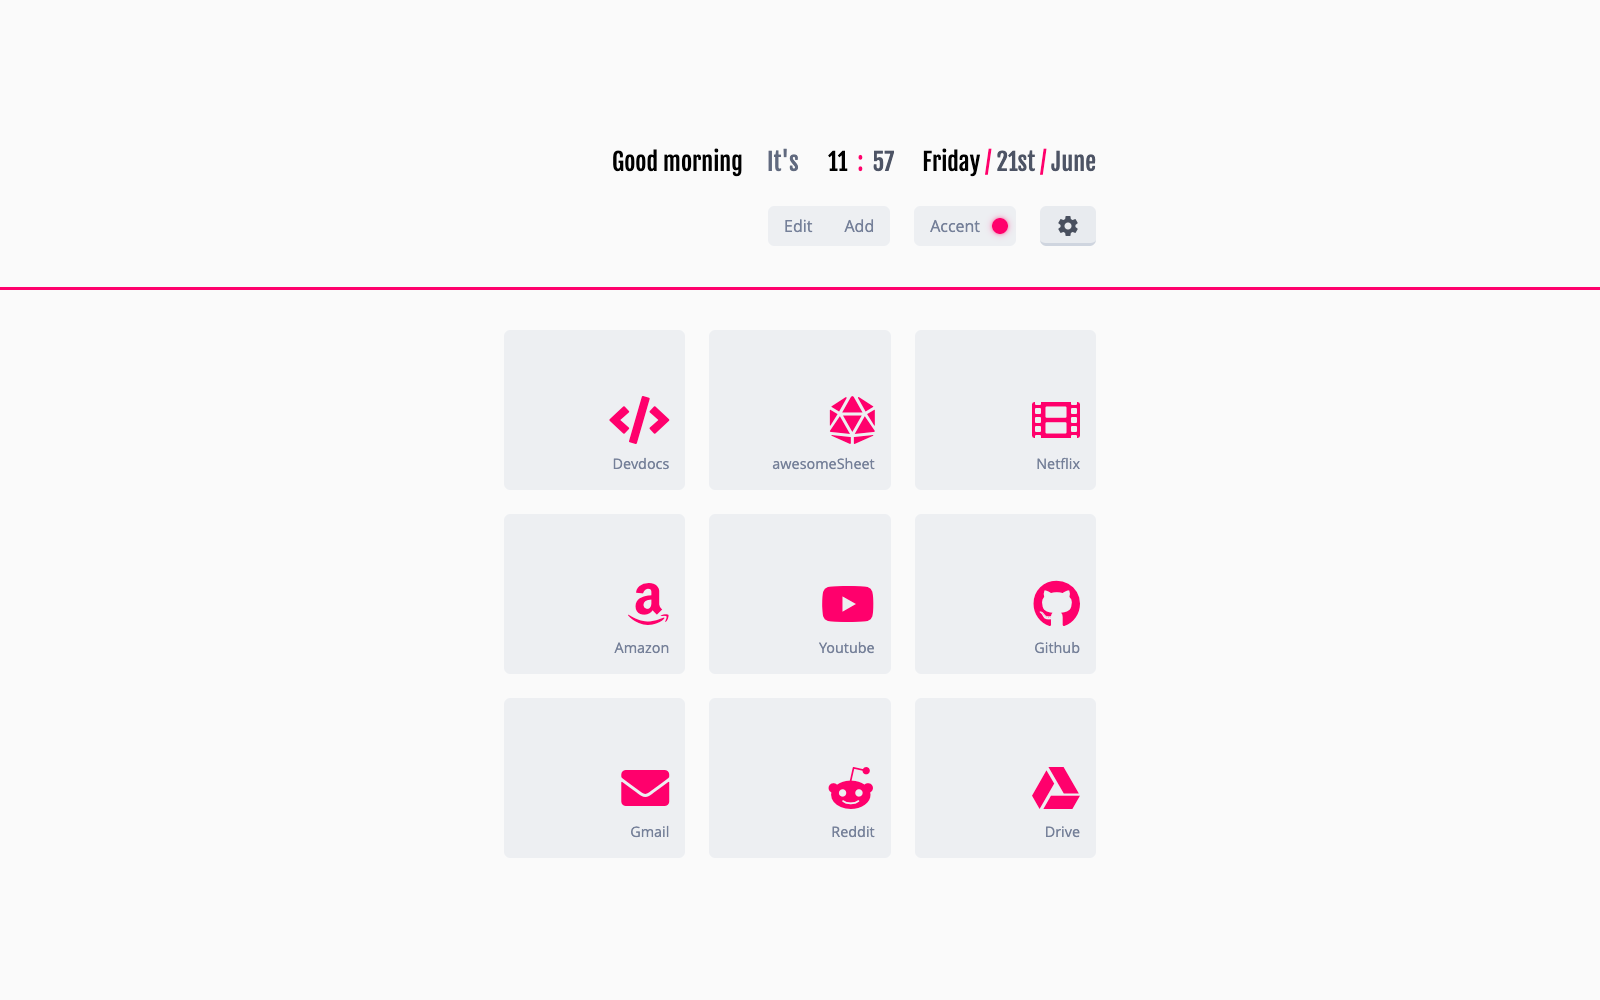 Good morning It's 11 : 57 Friday / 21st / June
Edit Add Accent
Devdocs awesomeSheet Netflix
Amazon Youtube Github
Gmail Reddit Drive